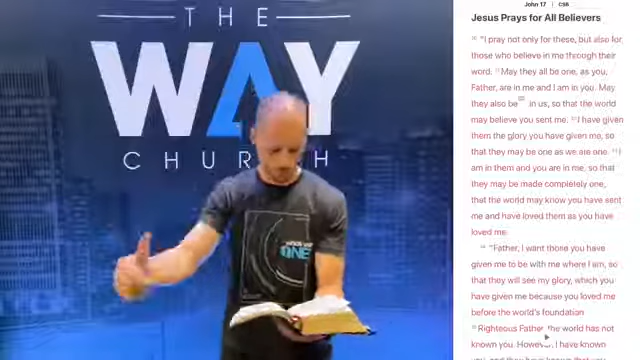 THE
WAY
CHURCH
ONE
John 17 | CSB
Jesus Prays for All Believers
20 "I pray not only for these, but also for
those who believe in me through their
word. 21 May they all be one, as you,
Father, are in me and I am in you. May
they also be in us, so that the world
may believe you sent me. 22 I have given
them the glory you have given me, so
that they may be one as we are one. 23 I
am in them and you are in me, so that
they may be made completely one,
that the world may know you have sent
me and have loved them as you have
loved me.
24 "Father, I want those you have
given me to be with me where I am, so
that they will see my glory, which you
have given me because you loved me
before the world's foundation
25 Righteous Father, the world has not
known you. However, I have known